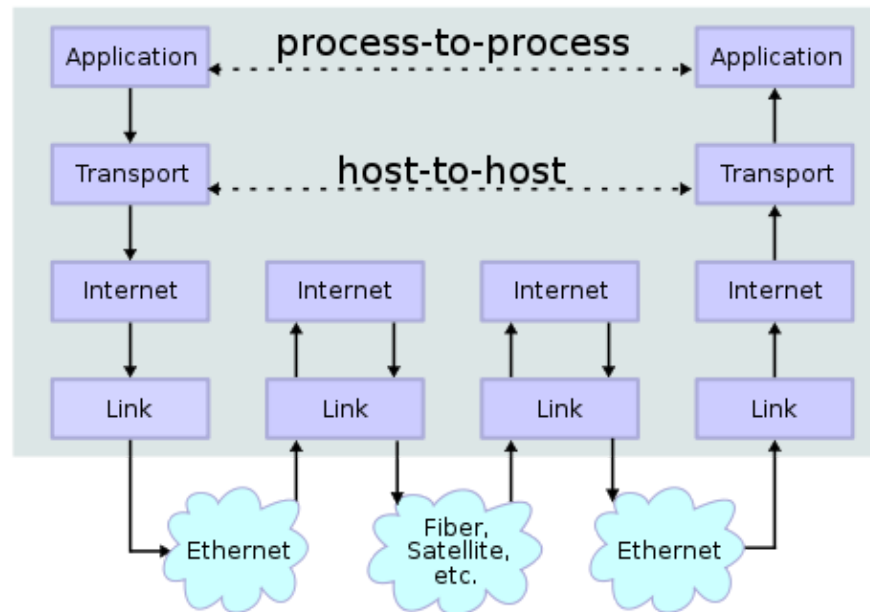 Application
process-to-process
Application
Transport
host-to-host
Transport
Internet
Internet
Internet
Internet
Link
Link
Link
Link
Ethernet
Fiber,
Satellite,
etc.
Ethernet